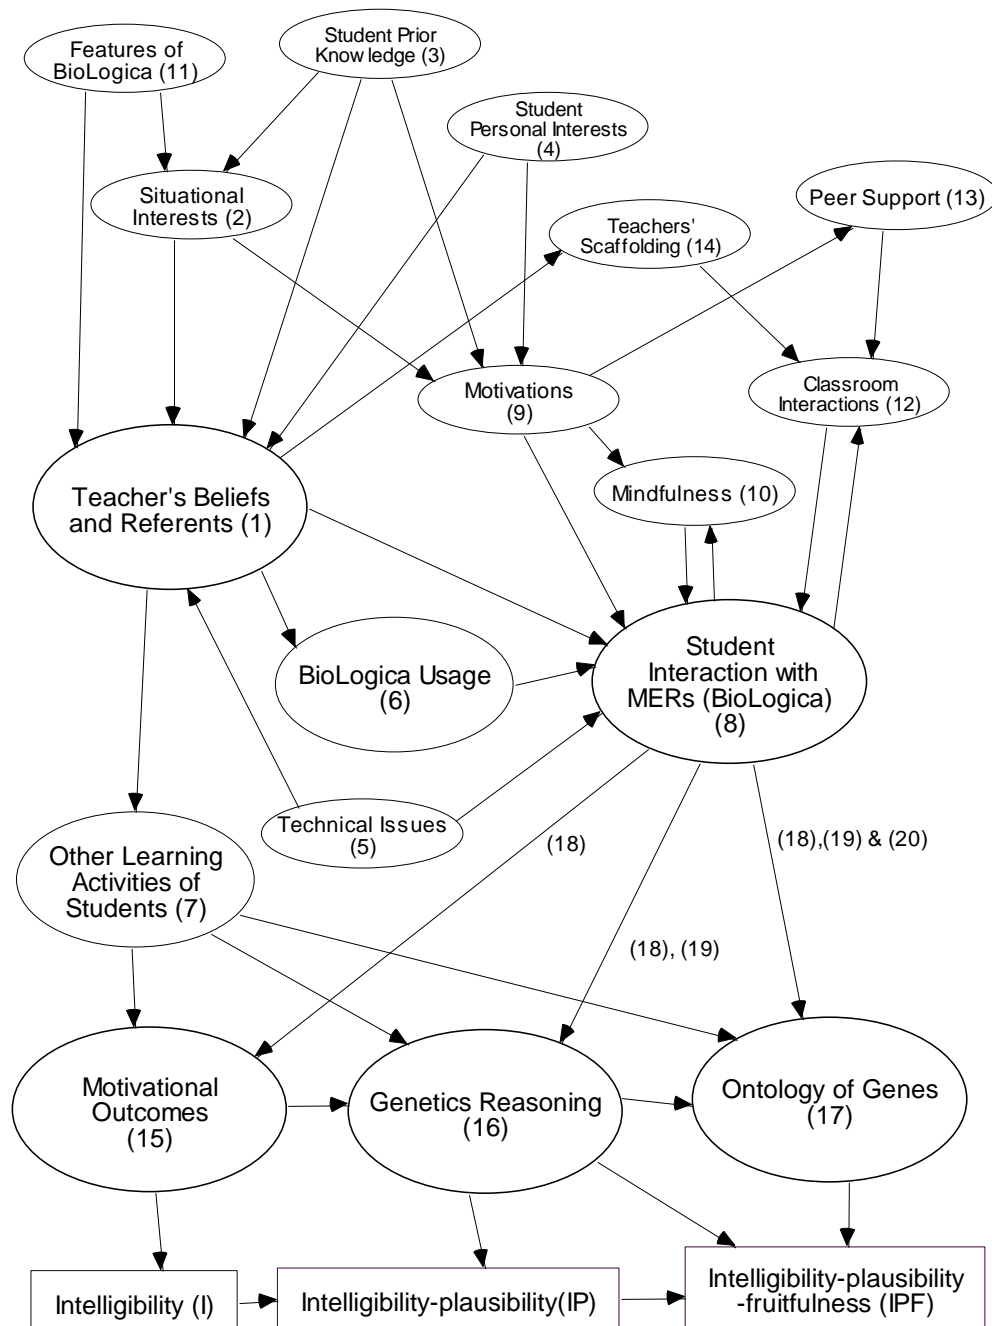 Features of
BioLogica (11)
Student Prior
Knowledge (3)
Student
Personal Interests
(4)
Situational
Interests (2)
Peer Support (13)
Teachers'
Scaffolding (14)
Motivations
(9)
Classroom
Interactions (12)
Teacher's Beliefs
and Referents (1)
Mindfulness (10)
BioLogica Usage
(6)
Student
Interaction with
MERs (BioLogica)
(8)
Technical Issues
(5)
Other Learning
Activities of
Students (7)
(18)
(18),(19) & (20)
(18), (19)
Motivational
Outcomes
(15)
Genetics Reasoning
(16)
Ontology of Genes
(17)
Intelligibility (I)
Intelligibility-plausibility(IP)
Intelligibility-plausibility
-fruitfulness (IPF)